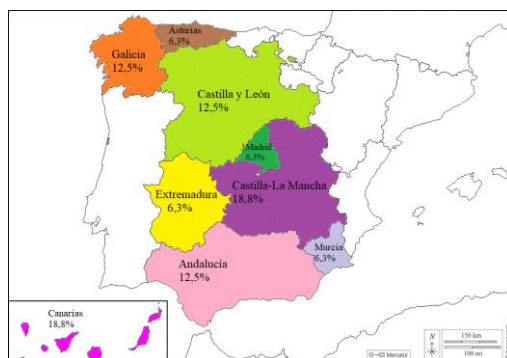 Asturias
6,3%
Galicia
12,5%
Castilla y León
12,5%
Madrid
6,3%
Castilla-La Mancha
18,8%
Extremadura
6,3%
Murcia
6,3%
Andalucía
12,5%
Canarias
18,8%
150 km
100 mi
Mercator